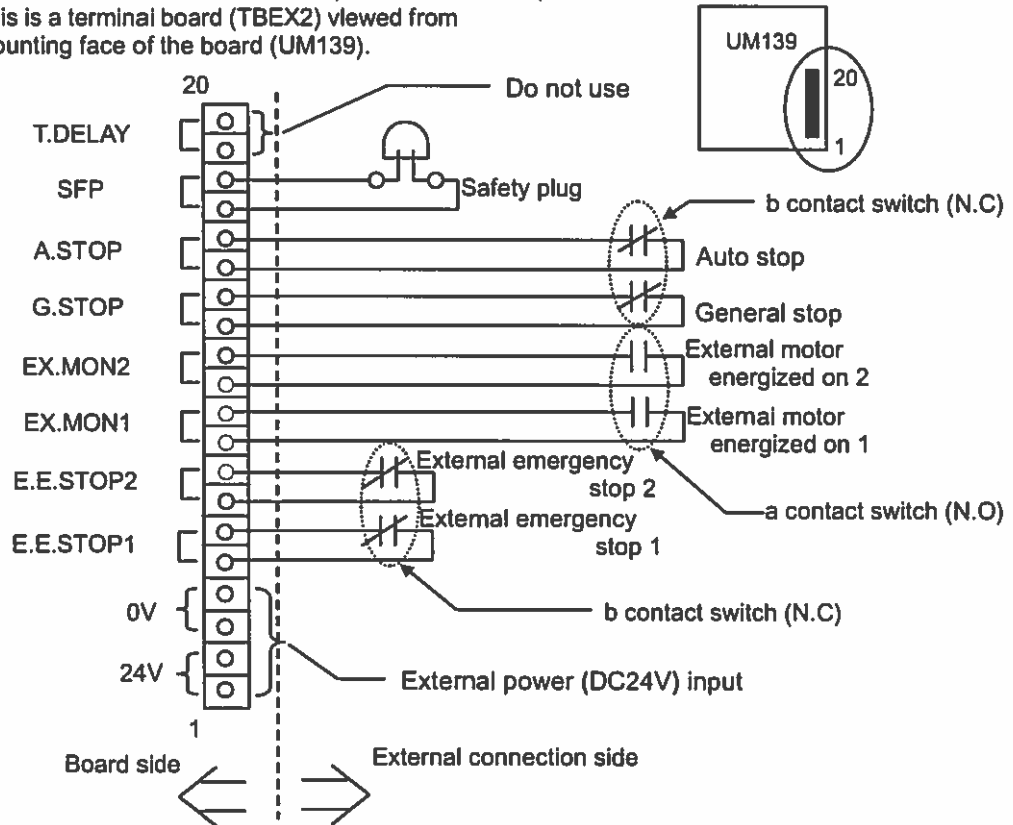 is is a terminal board (TBEX2) viewed from
ounting face of the board (UM139).
UM139
20
1
20
Do not use
T.DELAY
SFP
Safety plug
b contact switch (N.C)
A.STOP
Auto stop
G.STOP
General stop
EX.MON2
External motor
energized on 2
EX.MON1
External motor
energized on 1
E.E.STOP2
External emergency
stop 2
a contact switch (N.O)
E.E.STOP1
External emergency
stop 1
0V
b contact switch (N.C)
24V
External power (DC24V) input
1
Board side
External connection side